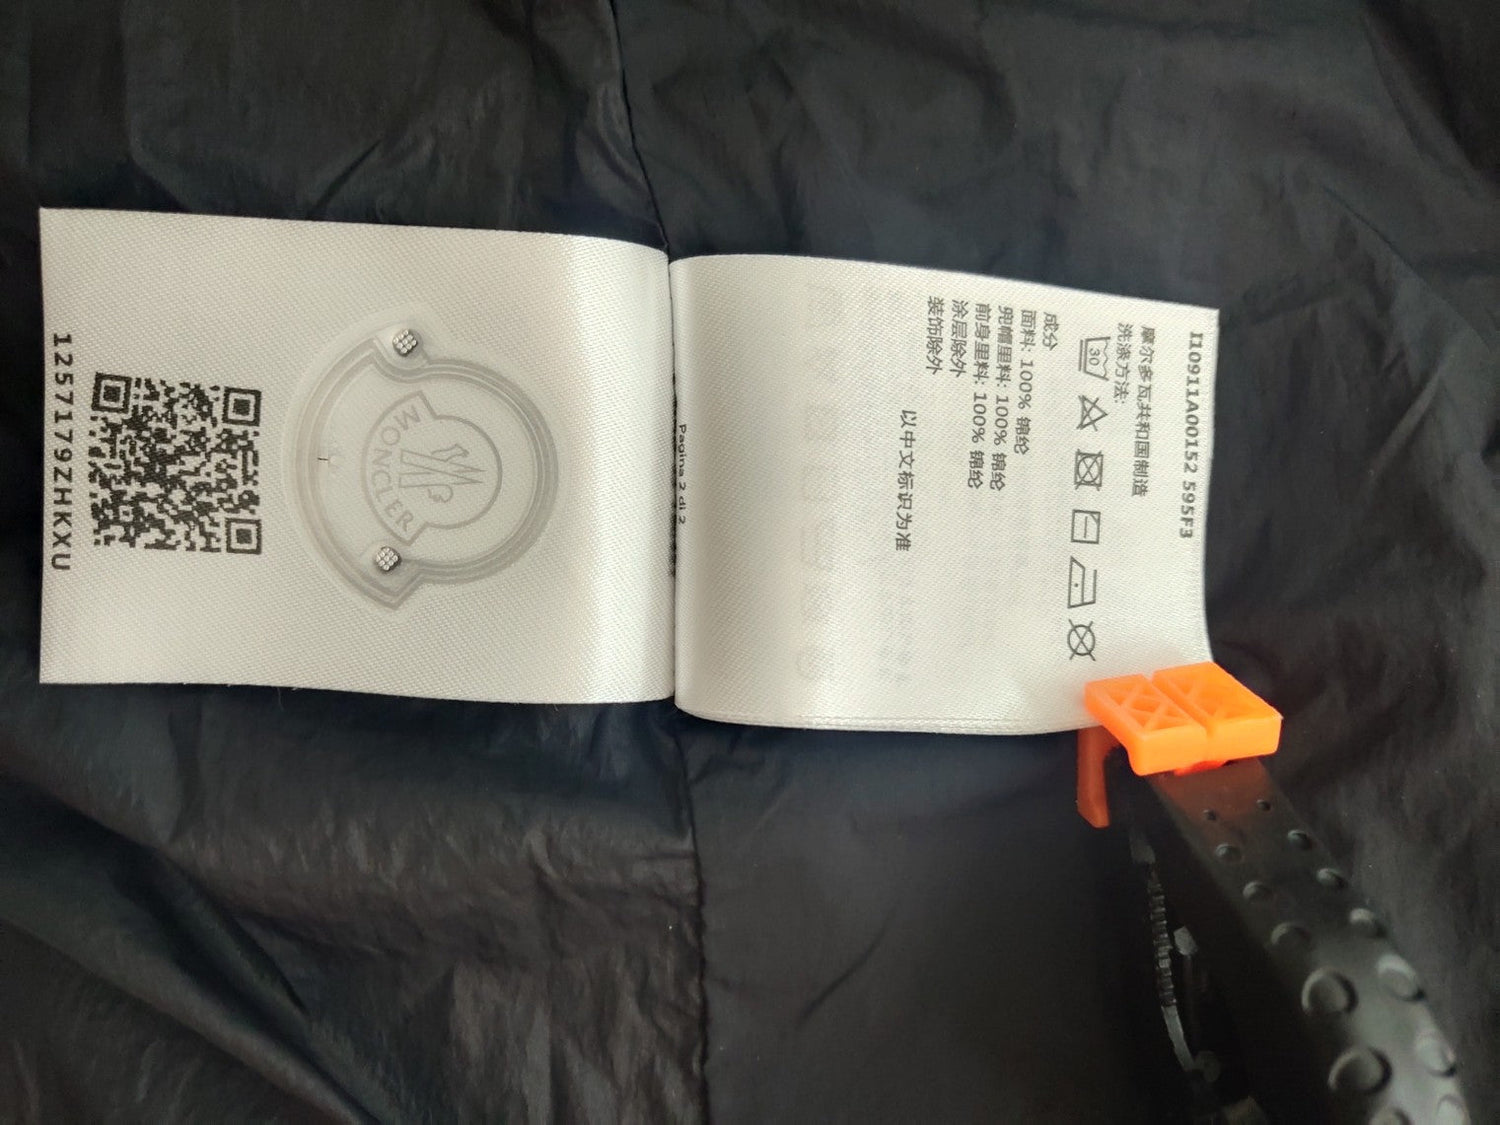 I10911A00152 595F3
摩尔多瓦共和国制造
洗涤方法:
30
成分
面料: 100% 锦纶
兜帽里料: 100% 锦纶
前身里料: 100% 锦纶
涂层除外
装饰除外
以中文标识为准
Pagina 2 di 2
MONCLER
1257179ZHKXU